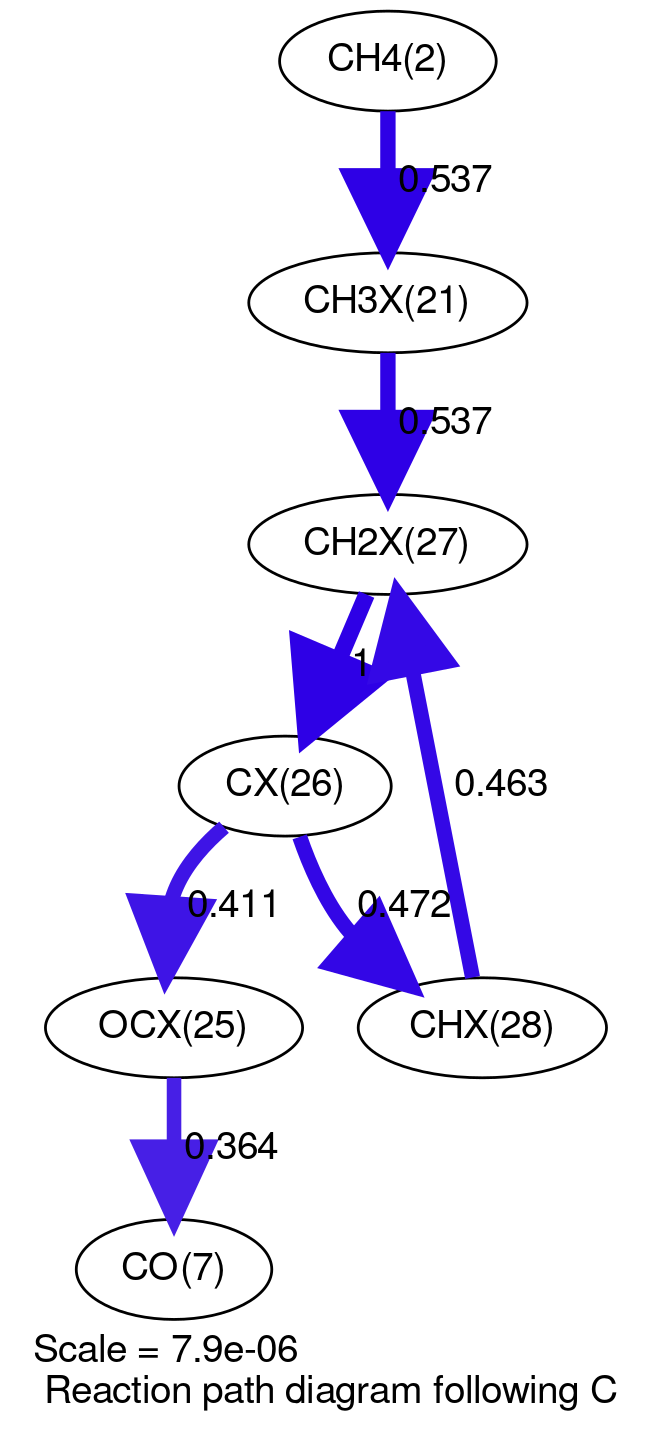 CH4(2)
0.537
CH3X(21)
0.537
CH2X(27)
1
CX(26)
0.463
0.411
0.472
OCX(25)
CHX(28)
0.364
CO(7)
Scale = 7.9e-06
Reaction path diagram following C